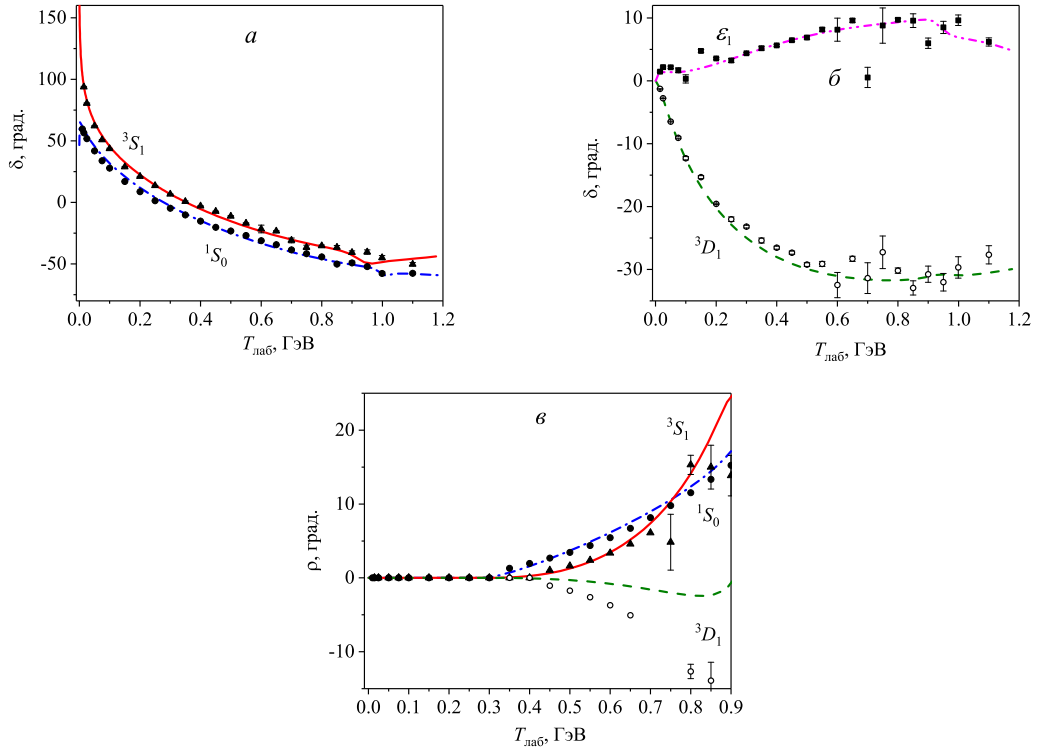 а
δ, град.
150
100
50
0
-50
³S₁
¹S₀
0.0 0.2 0.4 0.6 0.8 1.0 1.2
Tлаб, ГэВ
б
δ, град.
10
0
-10
-20
-30
ε₁
³D₁
0.0 0.2 0.4 0.6 0.8 1.0 1.2
Tлаб, ГэВ
в
ρ, град.
20
10
0
-10
³S₁
¹S₀
³D₁
0.0 0.1 0.2 0.3 0.4 0.5 0.6 0.7 0.8 0.9
Tлаб, ГэВ